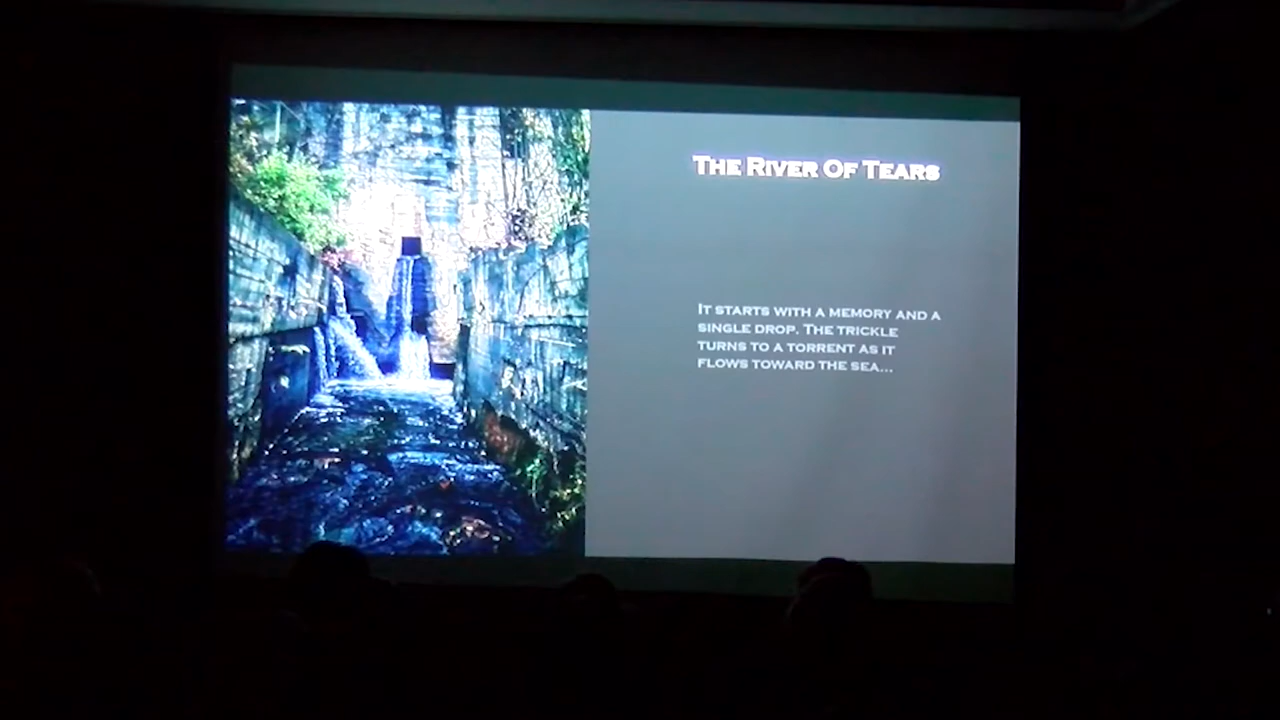 The River Of Tears
It starts with a memory and a
single drop. The trickle
turns to a torrent as it
flows toward the sea...